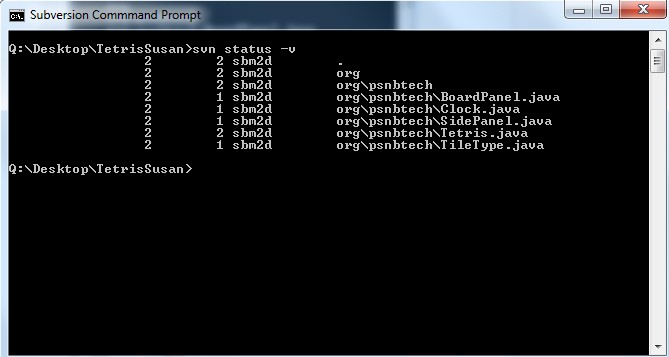 Subversion Commmand Prompt
Q:\Desktop\TetrisSusan>svn status -v
2 2 sbm2d .
2 2 sbm2d org
2 2 sbm2d org\psnbtech
2 1 sbm2d org\psnbtech\BoardPanel.java
2 1 sbm2d org\psnbtech\Clock.java
2 1 sbm2d org\psnbtech\SidePanel.java
2 2 sbm2d org\psnbtech\Tetris.java
2 1 sbm2d org\psnbtech\TileType.java
Q:\Desktop\TetrisSusan>